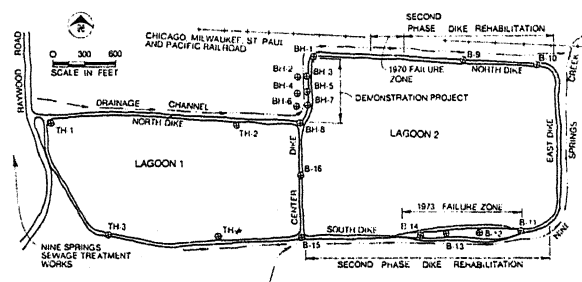 SECOND
PHASE DIKE REHABILITATION
CHICAGO, MILWAUKEE, ST. PAUL
AND PACIFIC RAILROAD
N
0 300 600
SCALE IN FEET
RAYWOOD ROAD
BH-1
BH-2
BH-3
BH-4
BH-5
BH-6
BH-7
BH-8
1970 FAILURE
ZONE
B-9
NORTH DIKE
B-10
CREEK
DEMONSTRATION PROJECT
DRAINAGE CHANNEL
NORTH DIKE
TH-1
TH-2
LAGOON 1
LAGOON 2
CENTER DIKE
B-16
EAST DIKE
SPRINGS
NINE
1973 FAILURE ZONE
TH-3
TH-4
B-15
SOUTH DIKE
B-14
B-13
B-12
B-11
NINE SPRINGS
SEWAGE TREATMENT
WORKS
SECOND PHASE DIKE REHABILITATION